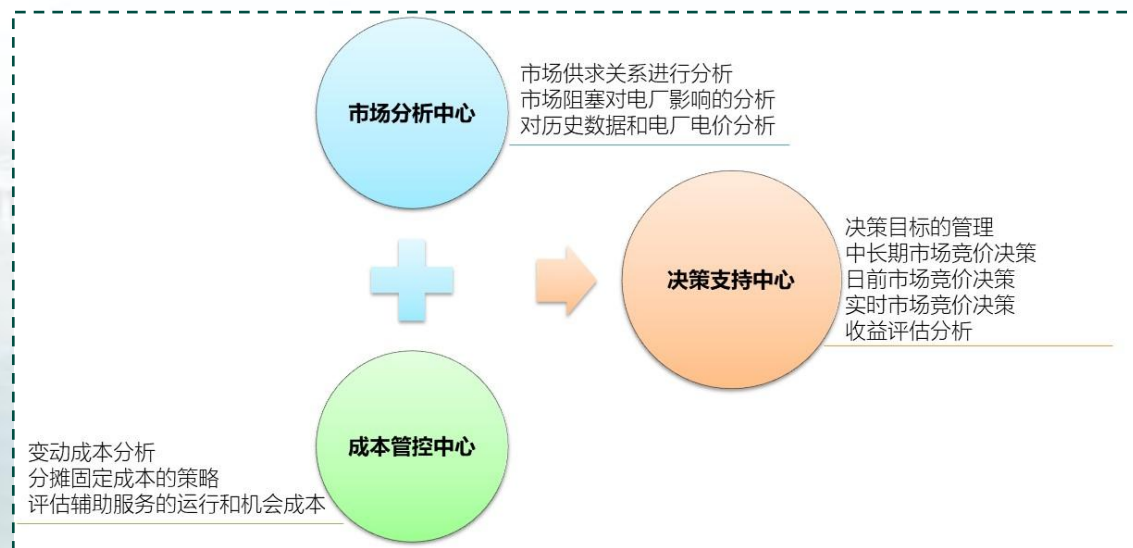 市场分析中心
市场供求关系进行分析
市场阻塞对电厂影响的分析
对历史数据和电厂电价分析
决策支持中心
决策目标的管理
中长期市场竞价决策
日前市场竞价决策
实时市场竞价决策
收益评估分析
成本管控中心
变动成本分析
分摊固定成本的策略
评估辅助服务的运行和机会成本